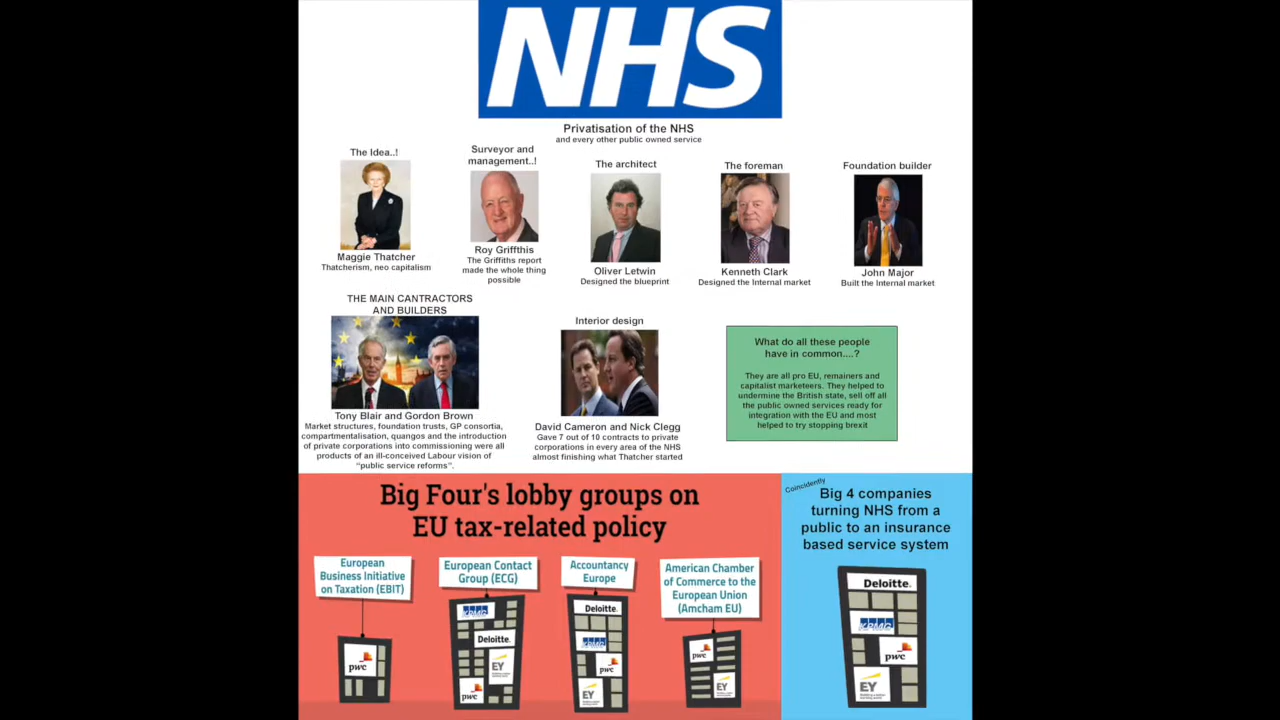 NHS
Privatisation of the NHS
and every other public owned service
The Idea..!
Maggie Thatcher
Thatcherism, neo capitalism
Surveyor and
management..!
Roy Griffthis
The Griffiths report
made the whole thing
possible
The architect
Oliver Letwin
Designed the blueprint
The foreman
Kenneth Clark
Designed the Internal market
Foundation builder
John Major
Built the Internal market
THE MAIN CANTRACTORS
AND BUILDERS
Tony Blair and Gordon Brown
Market structures, foundation trusts, GP consortia,
compartmentalisation, quangos and the introduction
of private corporations into commissioning were all
products of an ill-conceived Labour vision of
"public service reforms".
Interior design
David Cameron and Nick Clegg
Gave 7 out of 10 contracts to private
corporations in every area of the NHS
almost finishing what Thatcher started
What do all these people
have in common....?
They are all pro EU, remainers and
capitalist marketeers. They helped to
undermine the British state, sell off all
the public owned services ready for
integration with the EU and most
helped to try stopping brexit
Big Four's lobby groups on
EU tax-related policy
European
Business Initiative
on Taxation (EBIT)
pwc
European Contact
Group (ECG)
KPMG
Deloitte.
EY
pwc
Accountancy
Europe
Deloitte.
KPMG
pwc
EY
American Chamber
of Commerce to the
European Union
(Amcham EU)
pwc
EY
Coincidently
Big 4 companies
turning NHS from a
public to an insurance
based service system
Deloitte.
KPMG
pwc
EY